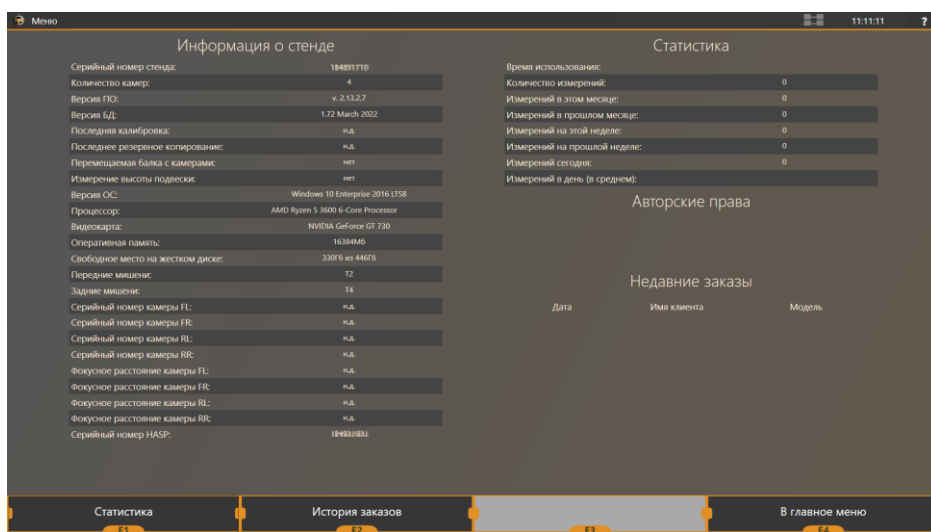 Меню
11:11:11
?
Информация о стенде
Серийный номер стенда:
Количество камер: 4
Версия ПО: v. 2.13.2.7
Версия БД: 1.72 March 2022
Последняя калибровка: н.д.
Последнее резервное копирование: н.д.
Перемещаемая балка с камерами: нет
Измерение высоты подвески: нет
Версия ОС: Windows 10 Enterprise 2016 LTSB
Процессор: AMD Ryzen 5 3600 6-Core Processor
Видеокарта: NVIDIA GeForce GT 730
Оперативная память: 16384Мб
Свободное место на жестком диске: 330Гб из 446Гб
Передние мишени: T2
Задние мишени: T4
Серийный номер камеры FL: н.д.
Серийный номер камеры FR: н.д.
Серийный номер камеры RL: н.д.
Серийный номер камеры RR: н.д.
Фокусное расстояние камеры FL: н.д.
Фокусное расстояние камеры FR: н.д.
Фокусное расстояние камеры RL: н.д.
Фокусное расстояние камеры RR: н.д.
Серийный номер HASP:
Статистика
Время использования:
Количество измерений: 0
Измерений в этом месяце: 0
Измерений в прошлом месяце: 0
Измерений на этой неделе: 0
Измерений на прошлой неделе: 0
Измерений сегодня: 0
Измерений в день (в среднем):
Авторские права
Недавние заказы
Дата Имя клиента Модель
Статистика
F1
История заказов
F2
F3
В главное меню
F4